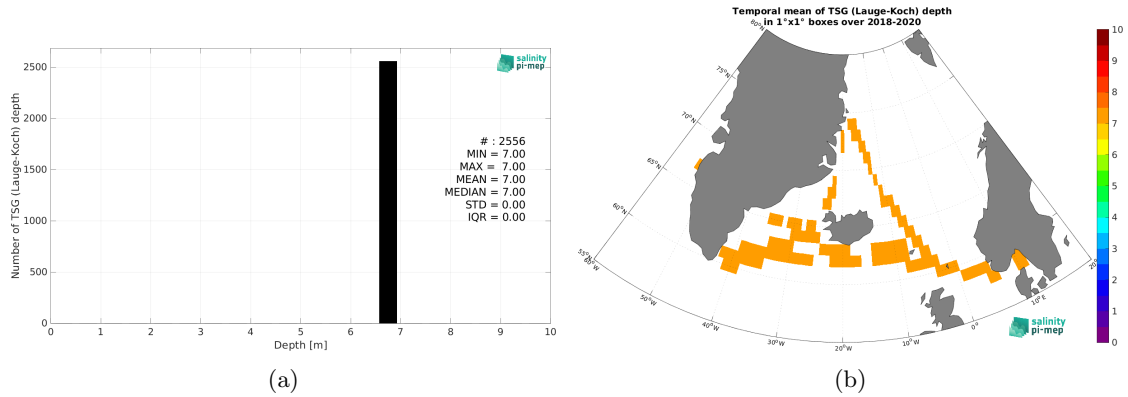 2500
2000
1500
1000
500
0
Number of TSG (Lauge-Koch) depth
salinity
pi-mep
# : 2556
MIN = 7.00
MAX = 7.00
MEAN = 7.00
MEDIAN = 7.00
STD = 0.00
IQR = 0.00
0 1 2 3 4 5 6 7 8 9 10
Depth [m]
(a)
Temporal mean of TSG (Lauge-Koch) depth
in 1°x1° boxes over 2018-2020
80°N
75°N
70°N
65°N
60°N
55°N
60°W
50°W
40°W
30°W
20°W
10°W
0°
10°E
20°
salinity
pi-mep
10
9
8
7
6
5
4
3
2
1
0
(b)